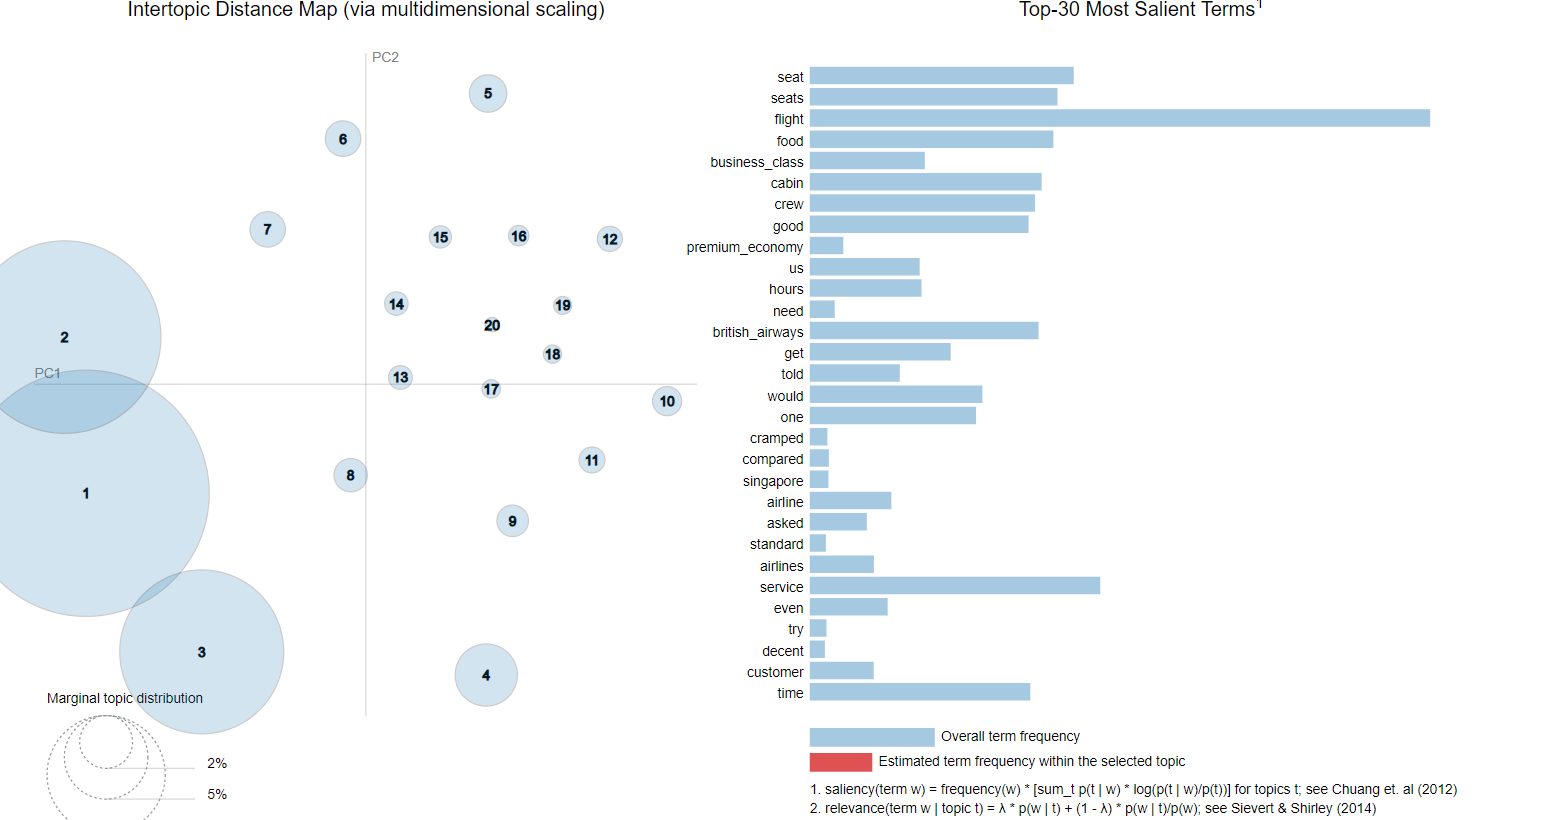 Intertopic Distance Map (via multidimensional scaling)
PC2
PC1
5
6
7
15
16
12
2
14
19
20
18
13
17
10
1
8
11
9
3
4
Marginal topic distribution
2%
5%
Top-30 Most Salient Terms1
seat
seats
flight
food
business_class
cabin
crew
good
premium_economy
us
hours
need
british_airways
get
told
would
one
cramped
compared
singapore
airline
asked
standard
airlines
service
even
try
decent
customer
time
Overall term frequency
Estimated term frequency within the selected topic
1. saliency(term w) = frequency(w) * [sum_t p(t | w) * log(p(t | w)/p(t))] for topics t; see Chuang et. al (2012)
2. relevance(term w | topic t) = λ * p(w | t) + (1 - λ) * p(w | t)/p(w); see Sievert & Shirley (2014)